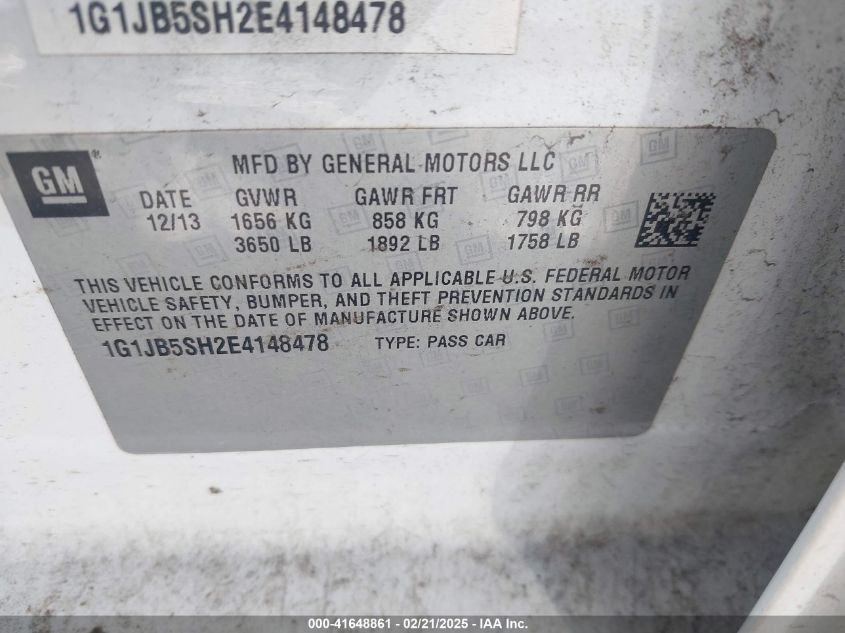 1G1JB5SH2E4148478
GM
MFD BY GENERAL MOTORS LLC
DATE GVWR GAWR FRT GAWR RR
12/13 1656 KG 858 KG 798 KG
3650 LB 1892 LB 1758 LB
THIS VEHICLE CONFORMS TO ALL APPLICABLE U.S. FEDERAL MOTOR
VEHICLE SAFETY, BUMPER, AND THEFT PREVENTION STANDARDS IN
EFFECT ON THE DATE OF MANUFACTURE SHOWN ABOVE.
1G1JB5SH2E4148478 TYPE: PASS CAR
000-41648861 - 02/21/2025 - IAA Inc.